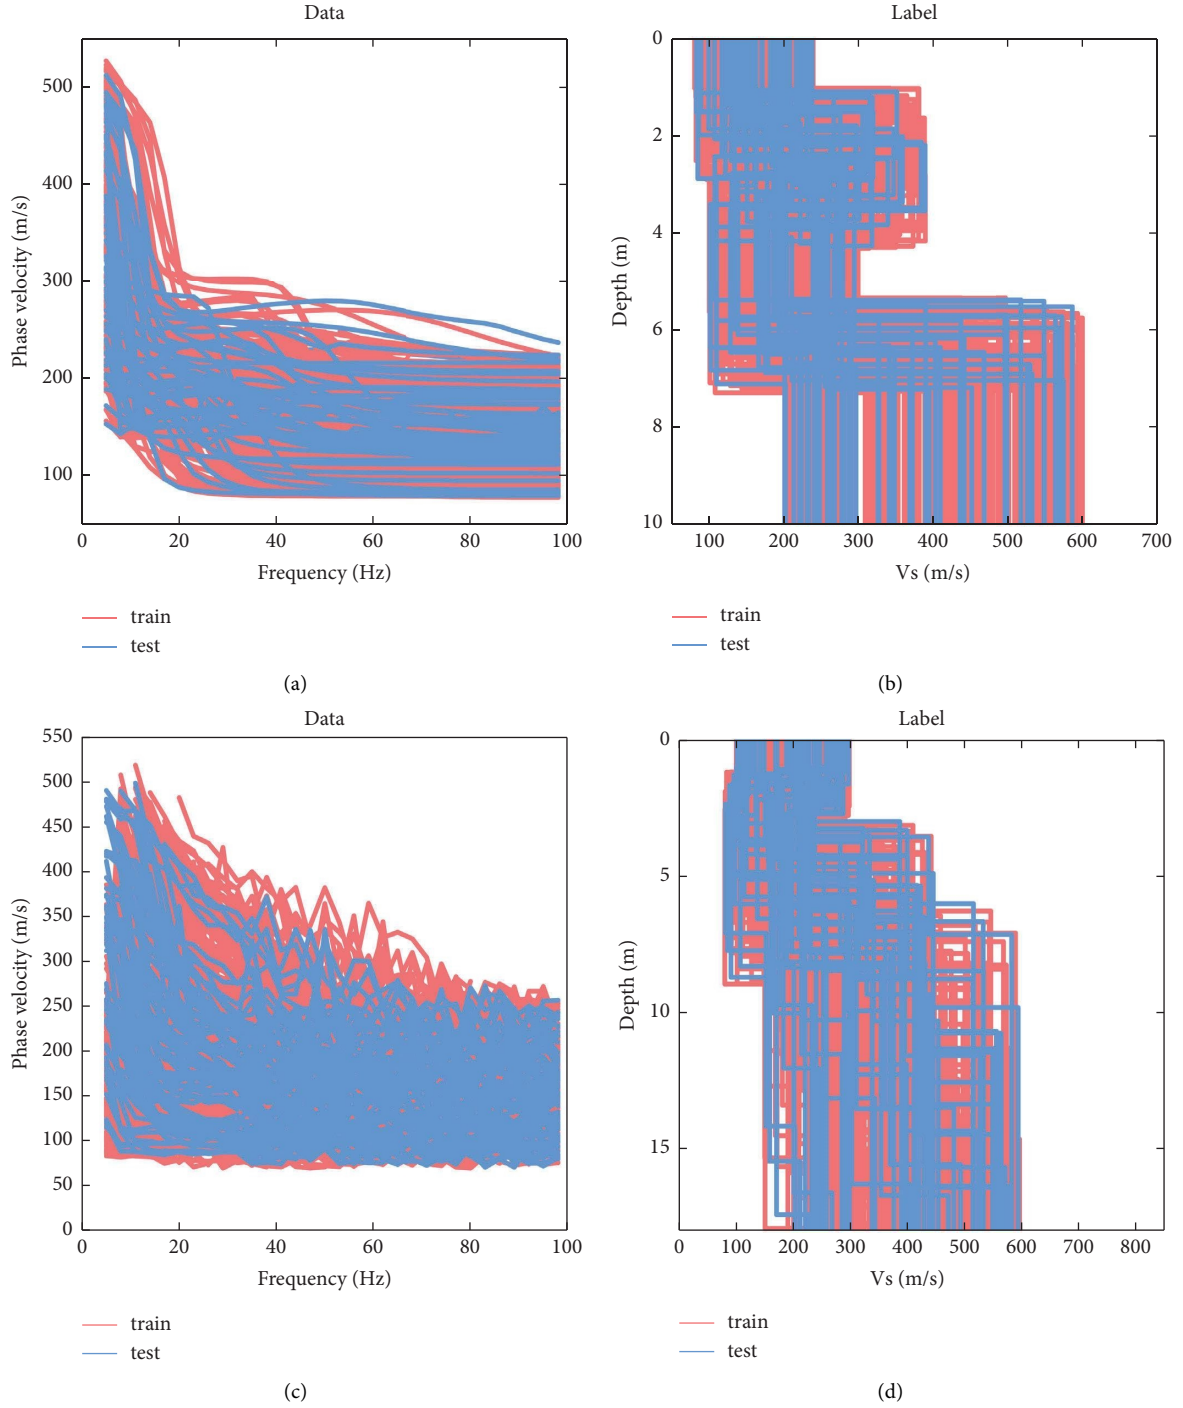 Data
500
400
300
200
100
0
20
40
60
80
100
Phase velocity (m/s)
Frequency (Hz)
train
test
(a)
Label
0
2
4
6
8
10
100
200
300
400
500
600
700
Depth (m)
Vs (m/s)
train
test
(b)
Data
550
500
450
400
350
300
250
200
150
100
50
0
0
20
40
60
80
100
Phase velocity (m/s)
Frequency (Hz)
train
test
(c)
Label
0
5
10
15
0
100
200
300
400
500
600
700
800
Depth (m)
Vs (m/s)
train
test
(d)